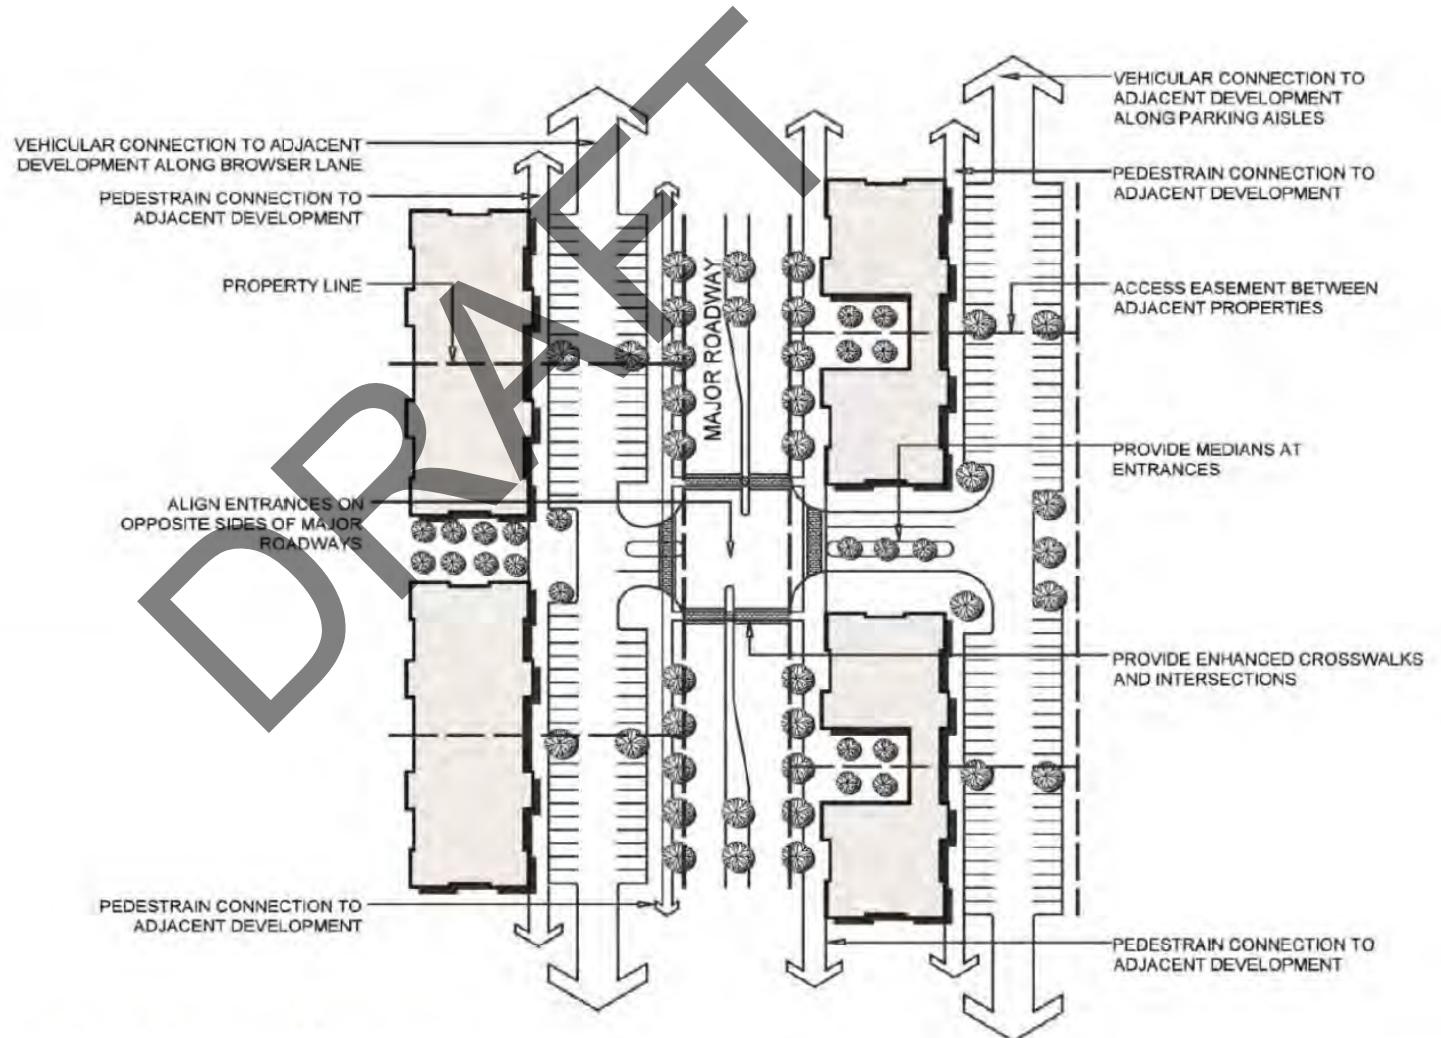 VEHICULAR CONNECTION TO ADJACENT
DEVELOPMENT ALONG BROWSER LANE
PEDESTRAIN CONNECTION TO
ADJACENT DEVELOPMENT
PROPERTY LINE
ALIGN ENTRANCES ON
OPPOSITE SIDES OF MAJOR
ROADWAYS
PEDESTRAIN CONNECTION TO
ADJACENT DEVELOPMENT
MAJOR ROADWAY
DRAFT
VEHICULAR CONNECTION TO
ADJACENT DEVELOPMENT
ALONG PARKING AISLES
PEDESTRAIN CONNECTION TO
ADJACENT DEVELOPMENT
ACCESS EASEMENT BETWEEN
ADJACENT PROPERTIES
PROVIDE MEDIANS AT
ENTRANCES
PROVIDE ENHANCED CROSSWALKS
AND INTERSECTIONS
PEDESTRAIN CONNECTION TO
ADJACENT DEVELOPMENT